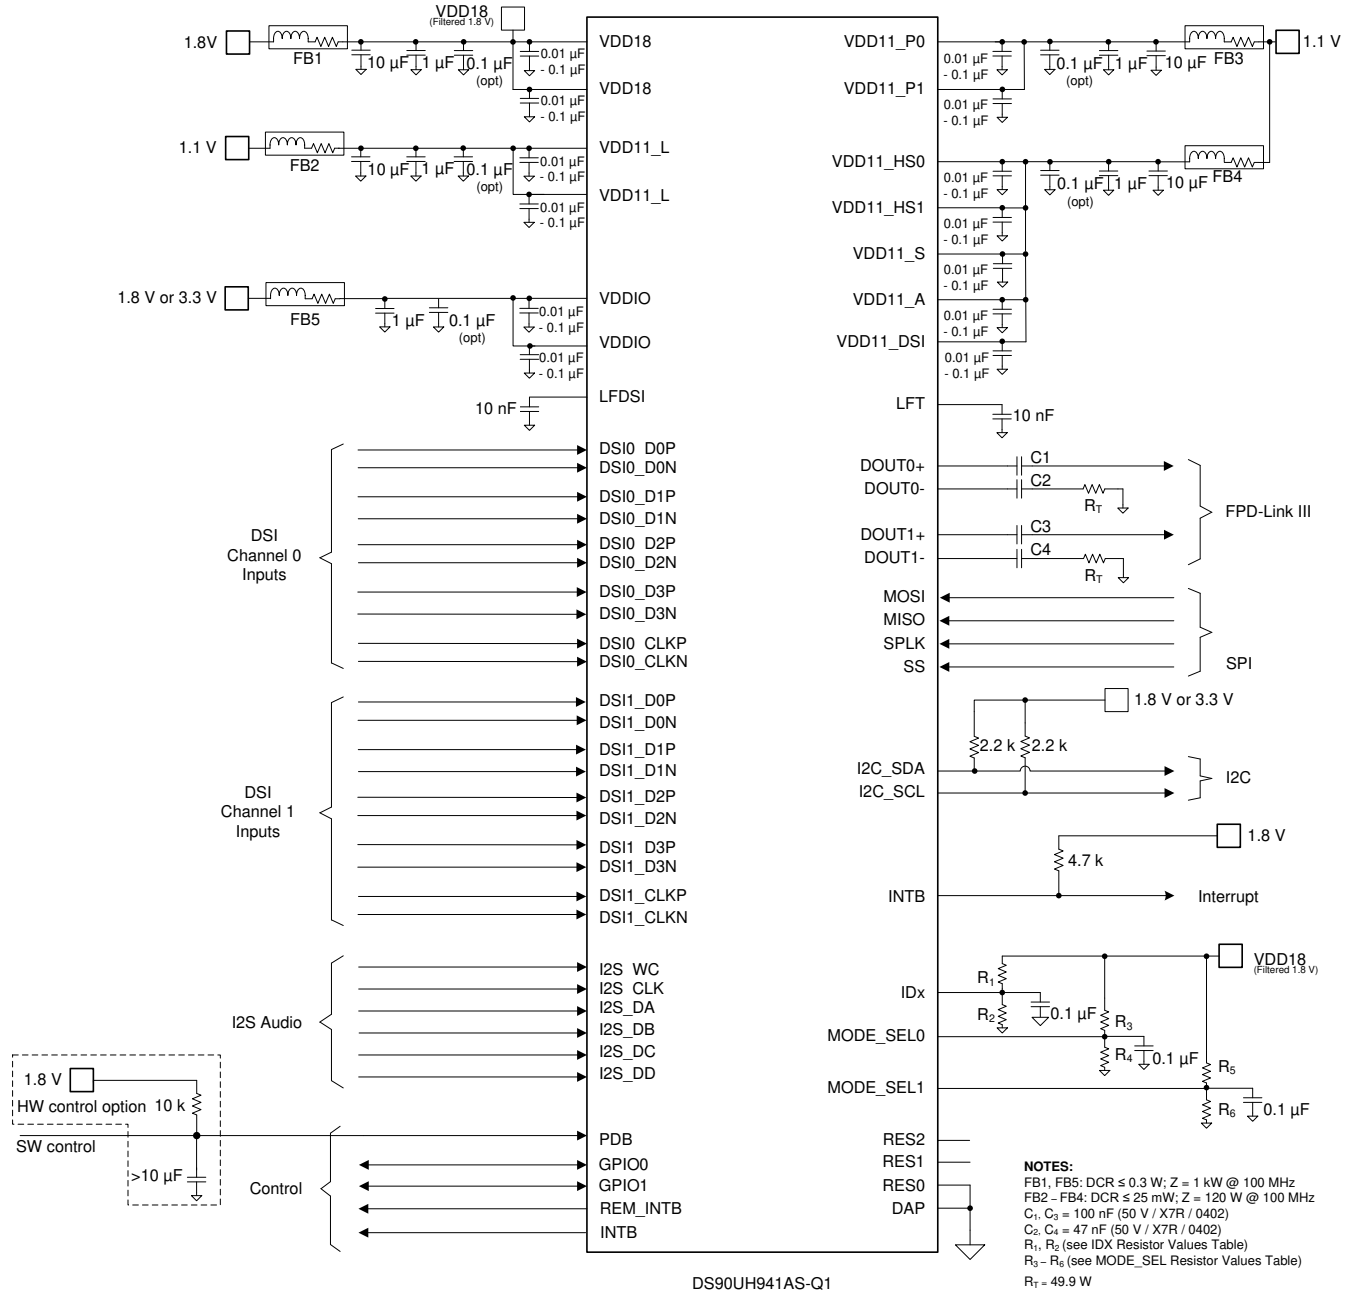 VDD18
(Filtered 1.8 V)
1.8V
FB1
10 µF
1 µF
0.1 µF
(opt)
0.01 µF
- 0.1 µF
VDD18
0.01 µF
- 0.1 µF
VDD18
1.1 V
FB2
10 µF
1 µF
0.1 µF
(opt)
0.01 µF
- 0.1 µF
VDD11_L
0.01 µF
- 0.1 µF
VDD11_L
1.8 V or 3.3 V
FB5
1 µF
0.1 µF
(opt)
0.01 µF
- 0.1 µF
VDDIO
0.01 µF
- 0.1 µF
VDDIO
10 nF
LFDSI
DSI
Channel 0
Inputs
DSI0_D0P
DSI0_D0N
DSI0_D1P
DSI0_D1N
DSI0_D2P
DSI0_D2N
DSI0_D3P
DSI0_D3N
DSI0_CLKP
DSI0_CLKN
DSI
Channel 1
Inputs
DSI1_D0P
DSI1_D0N
DSI1_D1P
DSI1_D1N
DSI1_D2P
DSI1_D2N
DSI1_D3P
DSI1_D3N
DSI1_CLKP
DSI1_CLKN
I2S Audio
I2S_WC
I2S_CLK
I2S_DA
I2S_DB
I2S_DC
I2S_DD
1.8 V
HW control option
10 k
SW control
>10 µF
Control
PDB
GPIO0
GPIO1
REM_INTB
INTB
VDD11_P0
0.01 µF
- 0.1 µF
0.1 µF
(opt)
1 µF
10 µF
FB3
1.1 V
VDD11_P1
0.01 µF
- 0.1 µF
VDD11_HS0
0.01 µF
- 0.1 µF
0.1 µF
(opt)
1 µF
10 µF
FB4
VDD11_HS1
0.01 µF
- 0.1 µF
VDD11_S
0.01 µF
- 0.1 µF
VDD11_A
0.01 µF
- 0.1 µF
VDD11_DSI
0.01 µF
- 0.1 µF
LFT
10 nF
DOUT0+
C1
DOUT0-
C2
RT
DOUT1+
C3
DOUT1-
C4
RT
FPD-Link III
MOSI
MISO
SPLK
SS
SPI
1.8 V or 3.3 V
2.2 k
2.2 k
I2C_SDA
I2C_SCL
I2C
1.8 V
4.7 k
INTB
Interrupt
VDD18
(Filtered 1.8 V)
IDx
R1
R2
0.1 µF
MODE_SEL0
R3
R4
0.1 µF
MODE_SEL1
R5
R6
0.1 µF
RES2
RES1
RES0
DAP
NOTES:
FB1, FB5: DCR ≤ 0.3 W; Z = 1 kW @ 100 MHz
FB2 – FB4: DCR ≤ 25 mW; Z = 120 W @ 100 MHz
C1, C3 = 100 nF (50 V / X7R / 0402)
C2, C4 = 47 nF (50 V / X7R / 0402)
R1, R2 (see IDX Resistor Values Table)
R3 – R6 (see MODE_SEL Resistor Values Table)
RT = 49.9 W
DS90UH941AS-Q1